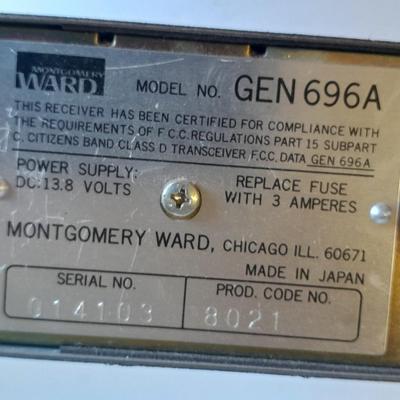 MONTGOMERY
WARD
MODEL NO. GEN 696A
THIS RECEIVER HAS BEEN CERTIFIED FOR COMPLIANCE WITH
THE REQUIREMENTS OF F.C.C. REGULATIONS PART 15 SUBPART
C. CITIZENS BAND CLASS D TRANSCEIVER F.C.C. DATA GEN 696A
POWER SUPPLY:
DC:13.8 VOLTS
REPLACE FUSE
WITH 3 AMPERES
MONTGOMERY WARD, CHICAGO ILL. 60671
MADE IN JAPAN
SERIAL NO.
014103
PROD. CODE NO.
8021